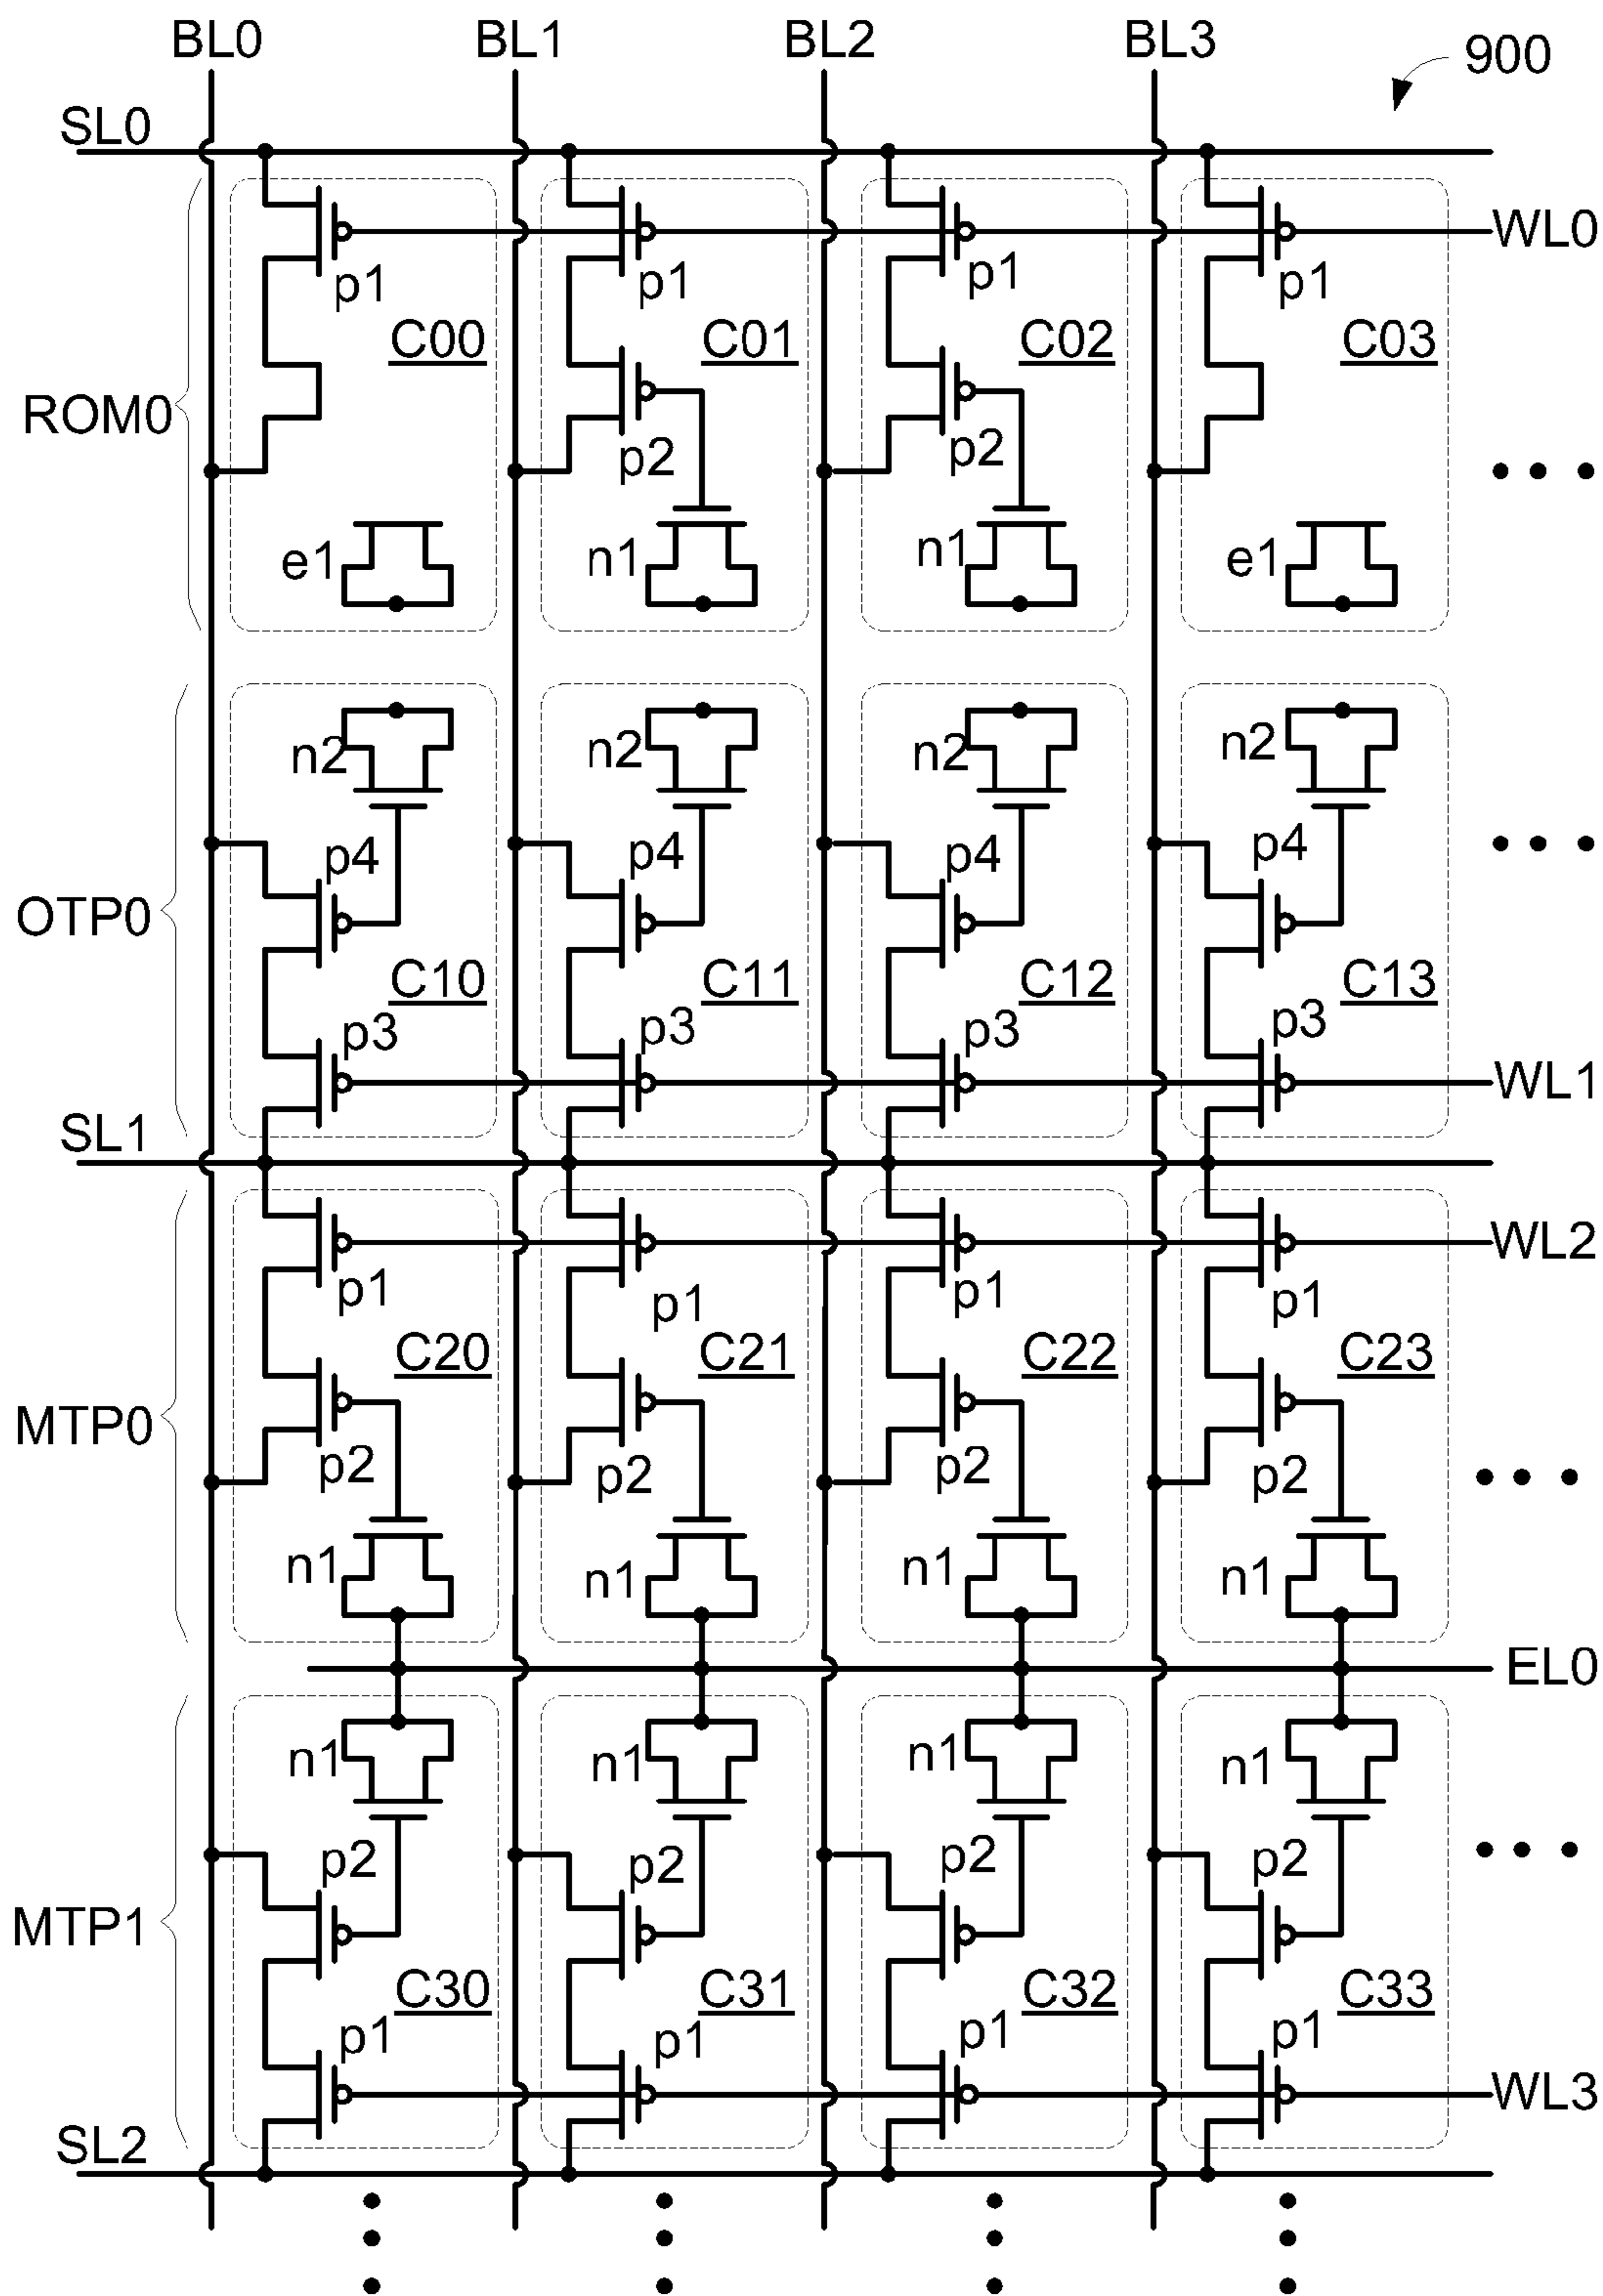 BL0 BL1 BL2 BL3 900
SL0
WL0
p1 p1 p1 p1
C00 C01 C02 C03
ROM0
p2 p2
e1 n1 n1 e1
n2 n2 n2 n2
p4 p4 p4 p4
OTP0
C10 C11 C12 C13
p3 p3 p3 p3
WL1
SL1
WL2
p1 p1 p1 p1
C20 C21 C22 C23
MTP0
p2 p2 p2 p2
n1 n1 n1 n1
EL0
n1 n1 n1 n1
p2 p2 p2 p2
MTP1
C30 C31 C32 C33
p1 p1 p1 p1
WL3
SL2